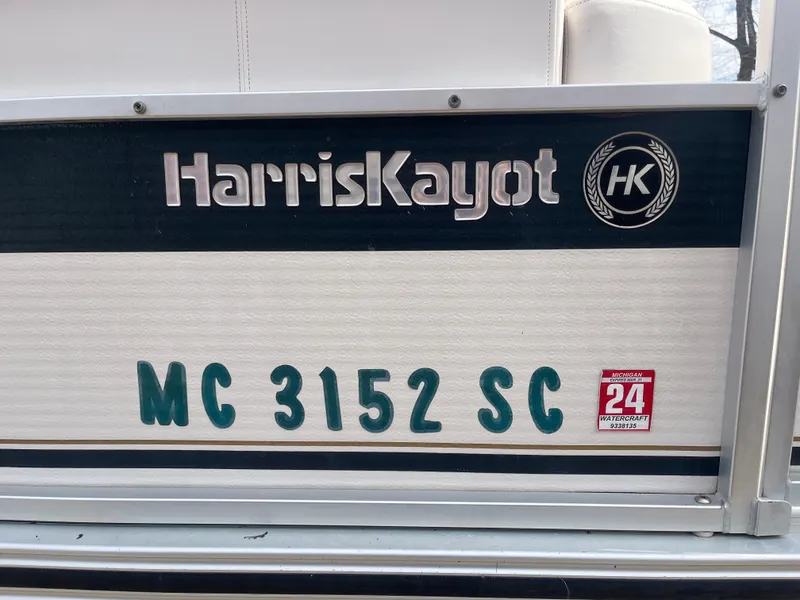 HarrisKayot
HK
MC 3152 SC
MICHIGAN
24
WATERCRAFT
9338135